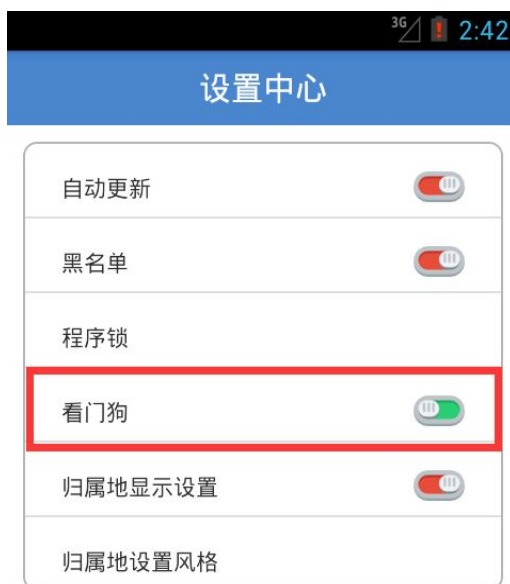 3G 2:42
设置中心
自动更新
黑名单
程序锁
看门狗
归属地显示设置
归属地设置风格